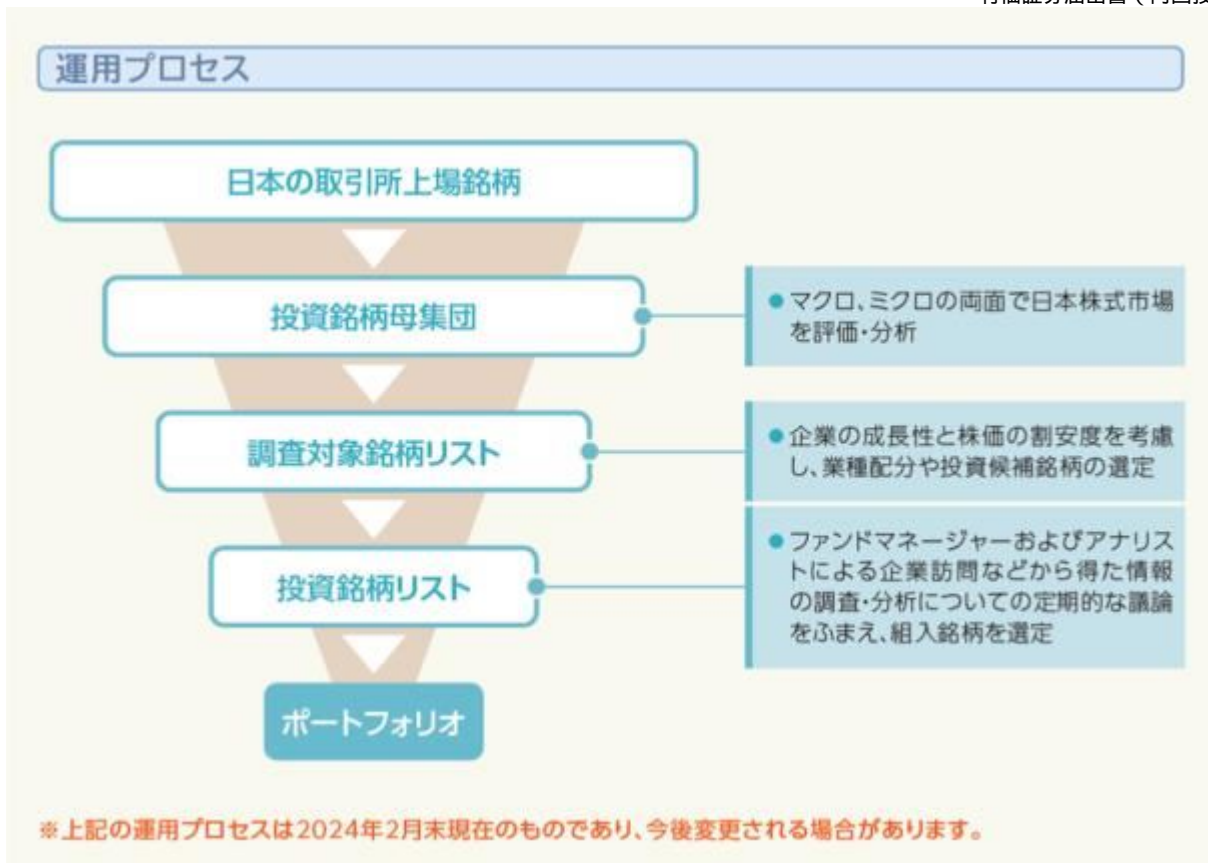 運用プロセス
日本の取引所上場銘柄
投資銘柄母集団
●マクロ、ミクロの両面で日本株式市場
を評価・分析
調査対象銘柄リスト
●企業の成長性と株価の割安度を考慮
し、業種配分や投資候補銘柄の選定
投資銘柄リスト
●ファンドマネージャーおよびアナリス
トによる企業訪問などから得た情報
の調査・分析についての定期的な議論
をふまえ、組入銘柄を選定
ポートフォリオ
※上記の運用プロセスは2024年2月末現在のものであり、今後変更される場合があります。